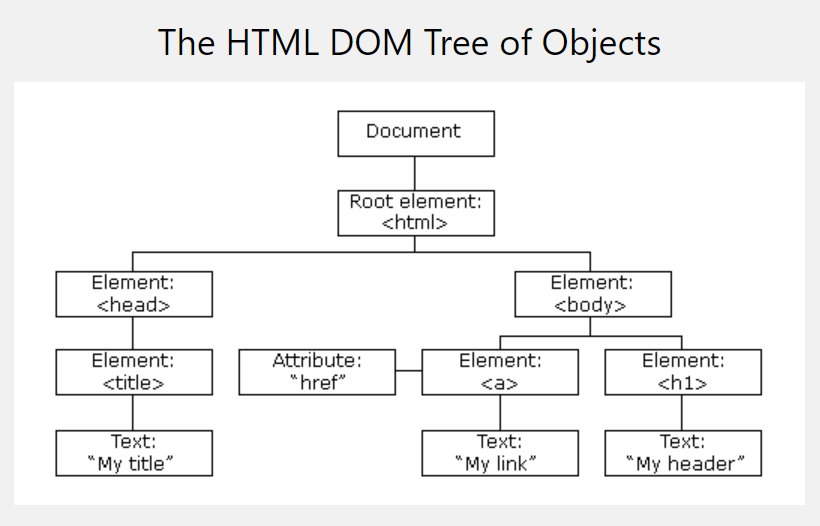 The HTML DOM Tree of Objects
Document
Root element:
<html>
Element:
<head>
Element:
<body>
Element:
<title>
Attribute:
“href”
Element:
<a>
Element:
<h1>
Text:
“My title”
Text:
“My link”
Text:
“My header”